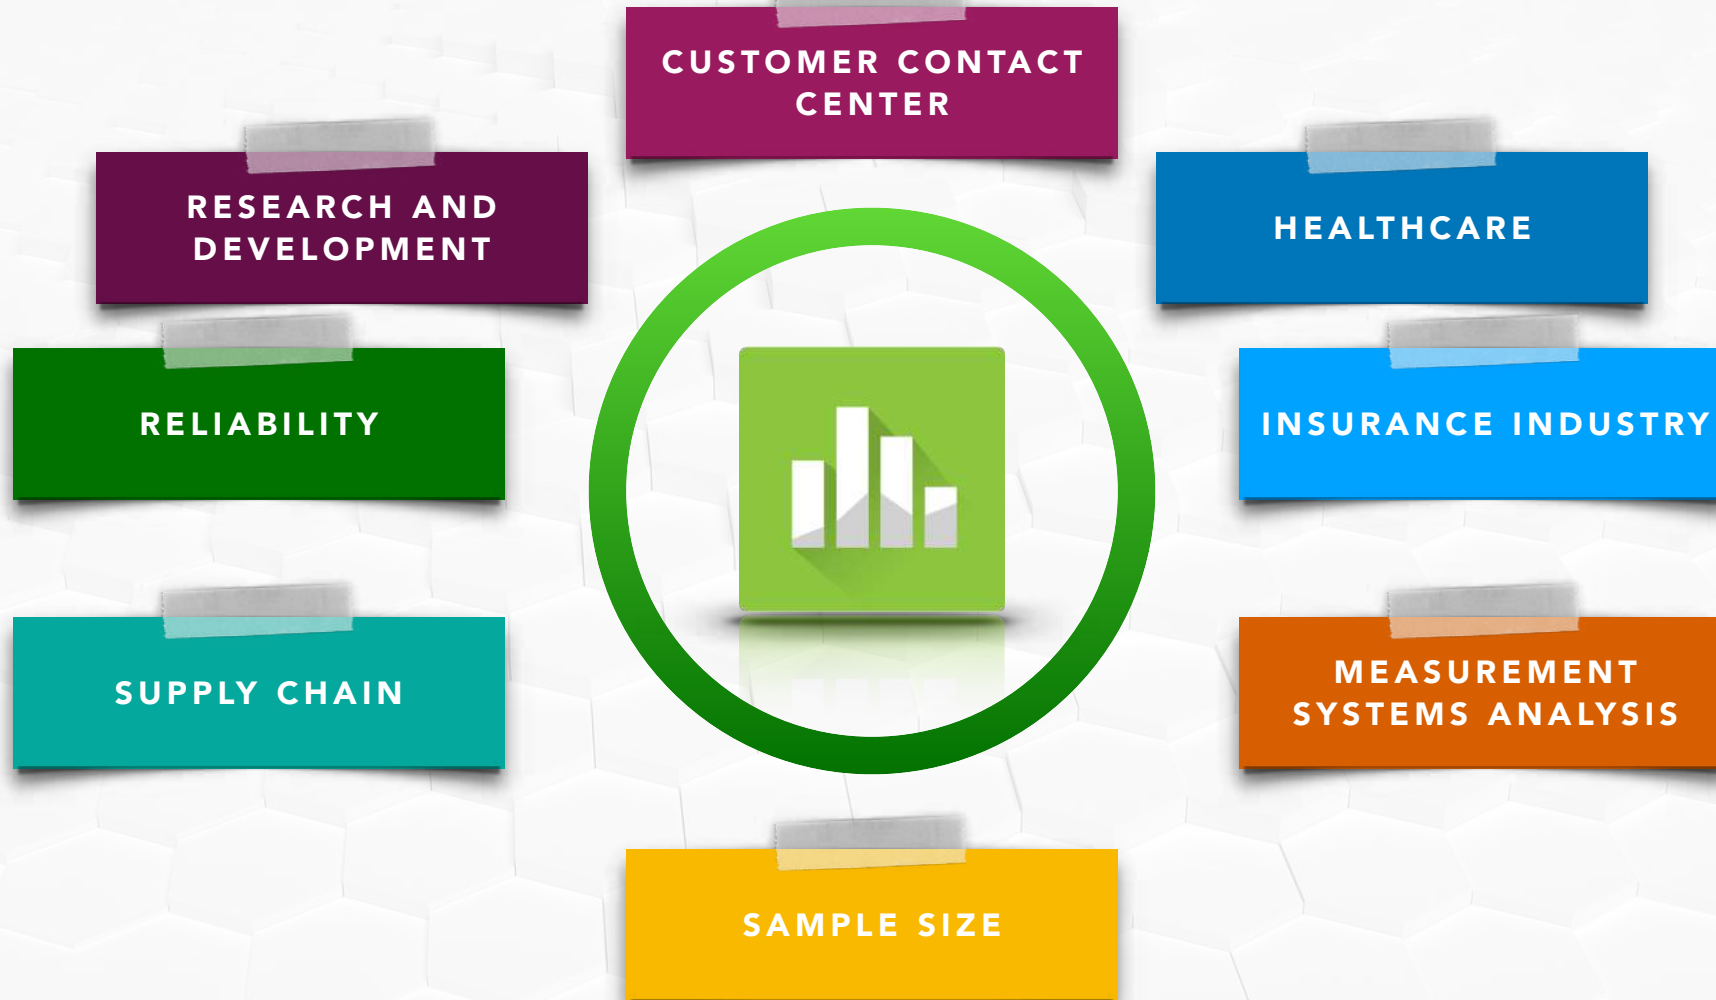 CUSTOMER CONTACT
CENTER
RESEARCH AND
DEVELOPMENT
HEALTHCARE
RELIABILITY
INSURANCE INDUSTRY
SUPPLY CHAIN
MEASUREMENT
SYSTEMS ANALYSIS
SAMPLE SIZE